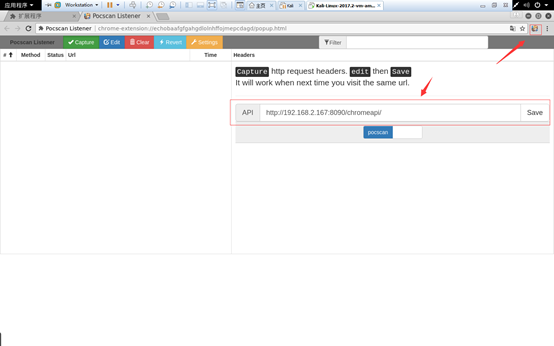 应用程序 Workstation 主页 Kali Kali-Linux-2017.2-vm-am...
扩展程序 Pocscan Listener
Pocscan Listener chrome-extension://echobaafgfgahgdlolnhffojmepcdagd/popup.html
Pocscan Listener Capture Edit Clear Revert Settings Filter
# Method Status Url Time Headers
Capture http request headers. edit then Save
It will work when next time you visit the same url.
API http://192.168.2.167:8090/chromeapi/ Save
pocscan